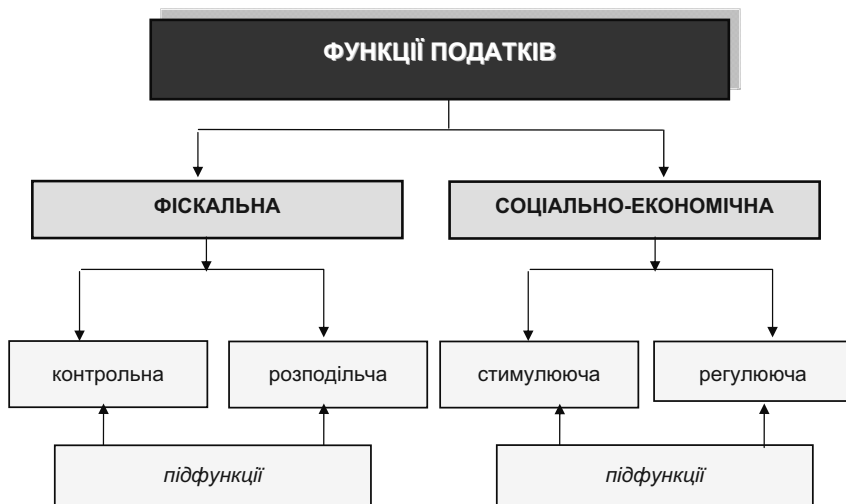 ФУНКЦІЇ ПОДАТКІВ
ФІСКАЛЬНА
СОЦІАЛЬНО-ЕКОНОМІЧНА
контрольна
розподільча
стимулююча
регулююча
підфункції
підфункції